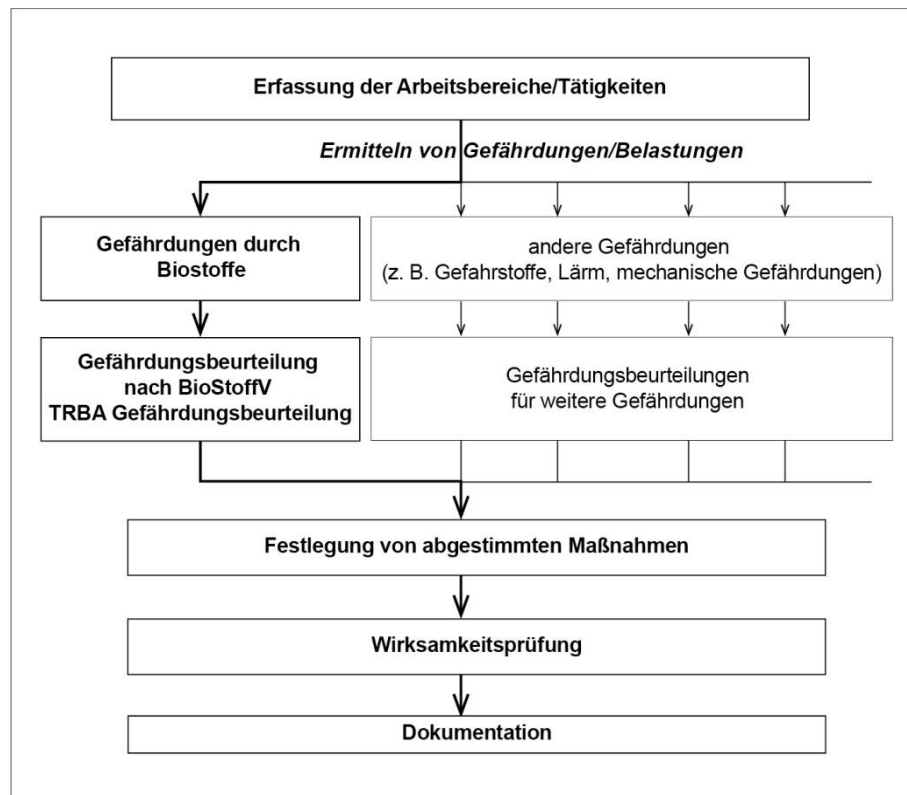 Erfassung der Arbeitsbereiche/Tätigkeiten
Ermitteln von Gefährdungen/Belastungen
Gefährdungen durch
Biostoffe
andere Gefährdungen
(z. B. Gefahrstoffe, Lärm, mechanische Gefährdungen)
Gefährdungsbeurteilung
nach BioStoffV
TRBA Gefährdungsbeurteilung
Gefährdungsbeurteilungen
für weitere Gefährdungen
Festlegung von abgestimmten Maßnahmen
Wirksamkeitsprüfung
Dokumentation